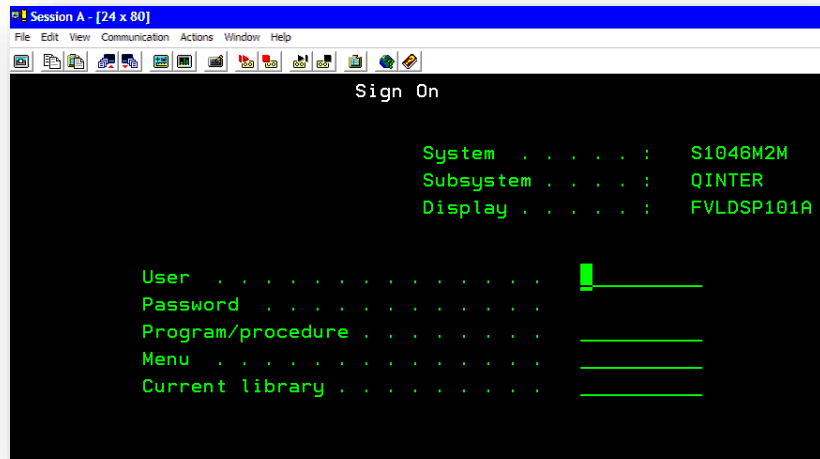 Session A - [24 x 80]
File Edit View Communication Actions Window Help
Sign On
System . . . . . : S1046M2M
Subsystem . . . . : QINTER
Display . . . . . : FVLDSP101A
User . . . . . . . . . . . . . .
Password . . . . . . . . . . . .
Program/procedure . . . . . . . .
Menu . . . . . . . . . . . . . .
Current library . . . . . . . . .